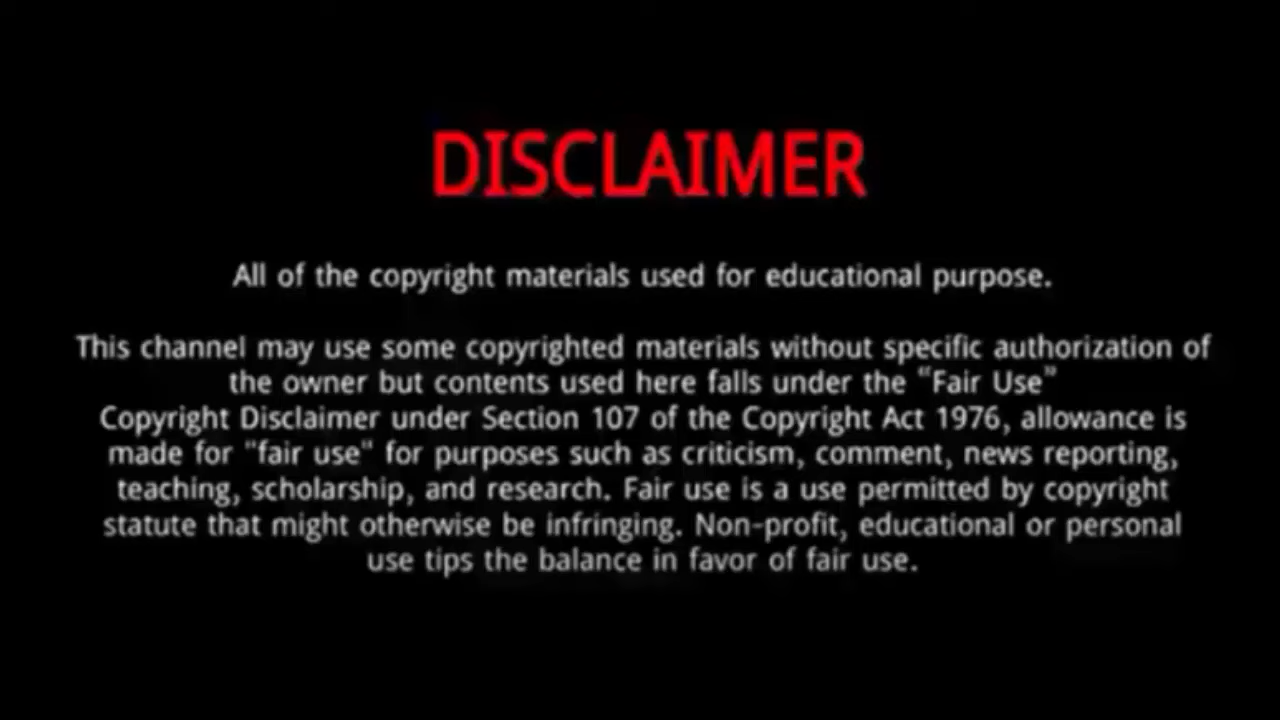 DISCLAIMER
All of the copyright materials used for educational purpose.
This channel may use some copyrighted materials without specific authorization of
the owner but contents used here falls under the “Fair Use”
Copyright Disclaimer under Section 107 of the Copyright Act 1976, allowance is
made for "fair use" for purposes such as criticism, comment, news reporting,
teaching, scholarship, and research. Fair use is a use permitted by copyright
statute that might otherwise be infringing. Non-profit, educational or personal
use tips the balance in favor of fair use.